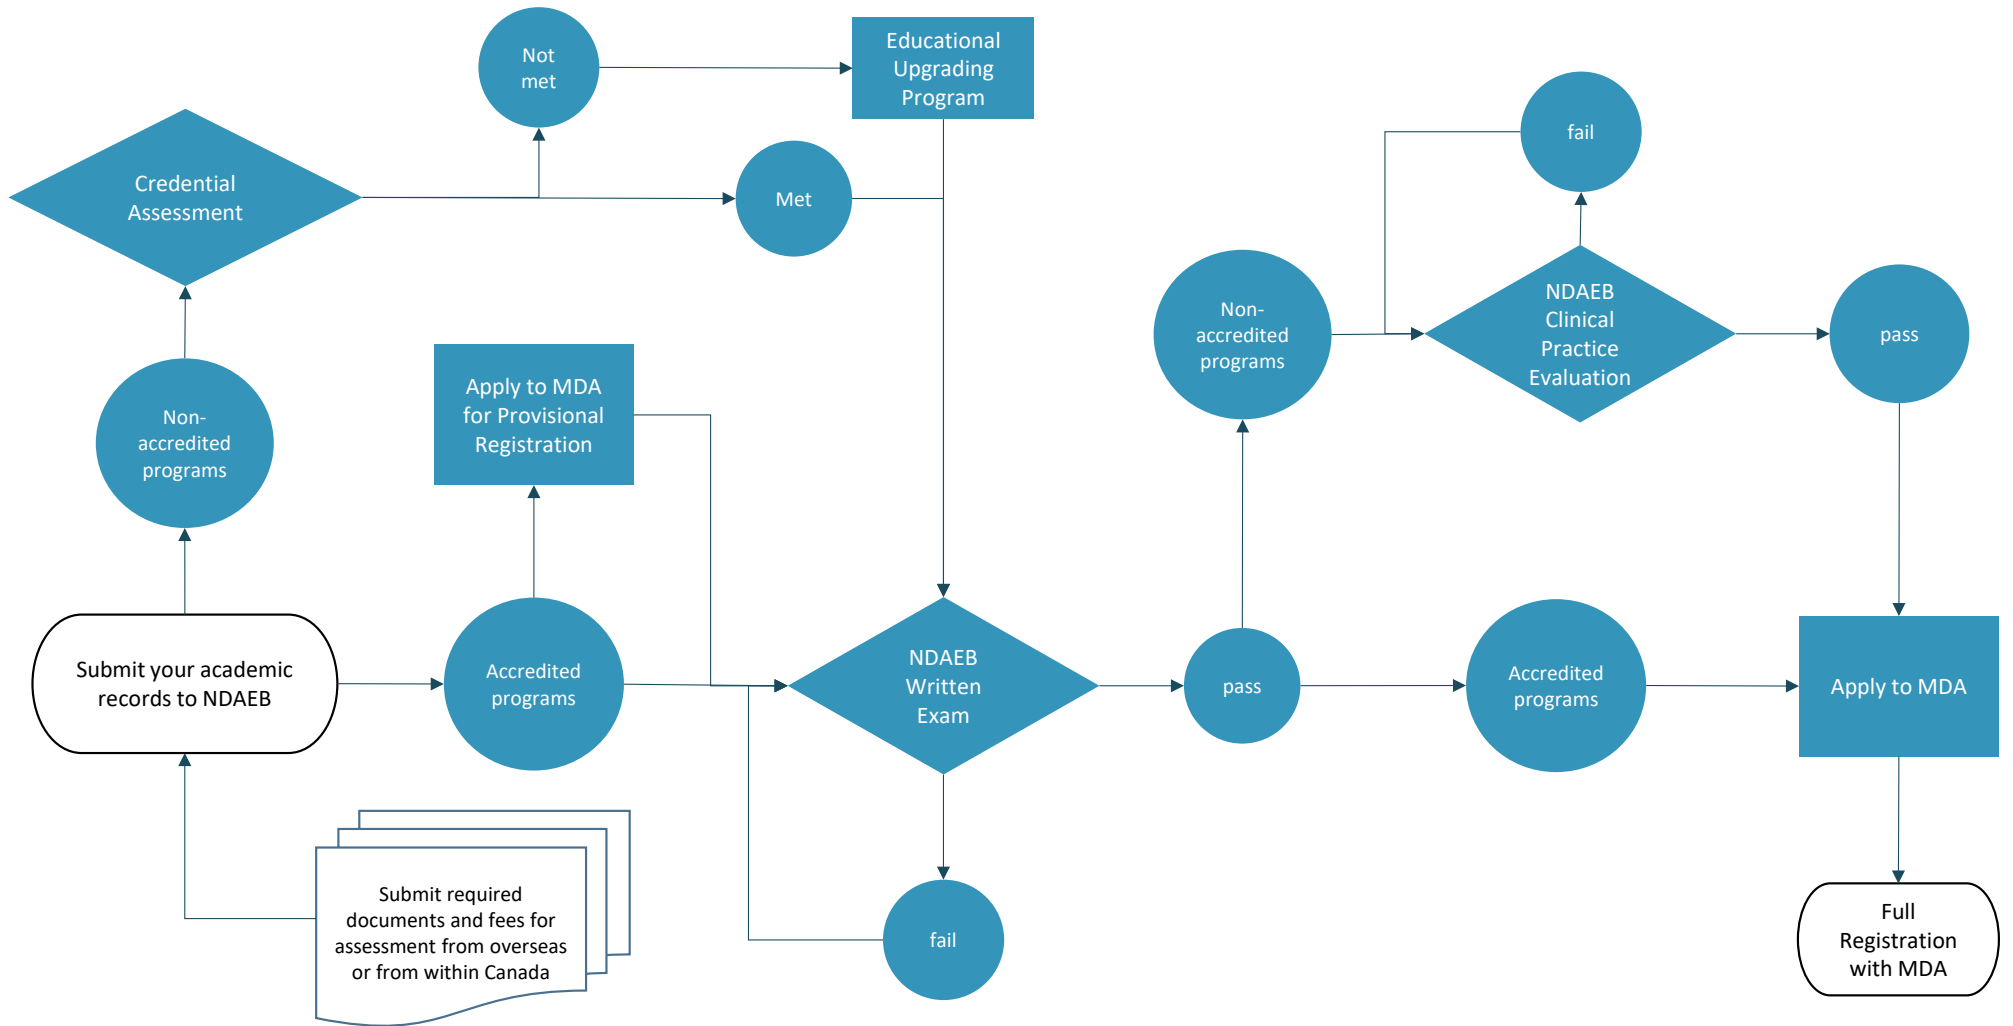 Not
met
Educational
Upgrading
Program
fail
Credential
Assessment
Met
Non-
accredited
programs
NDAEB
Clinical
Practice
Evaluation
pass
Apply to MDA
for Provisional
Registration
Non-
accredited
programs
Submit your academic
records to NDAEB
Accredited
programs
NDAEB
Written
Exam
pass
Accredited
programs
Apply to MDA
Submit required
documents and fees for
assessment from overseas
or from within Canada
fail
Full
Registration
with MDA